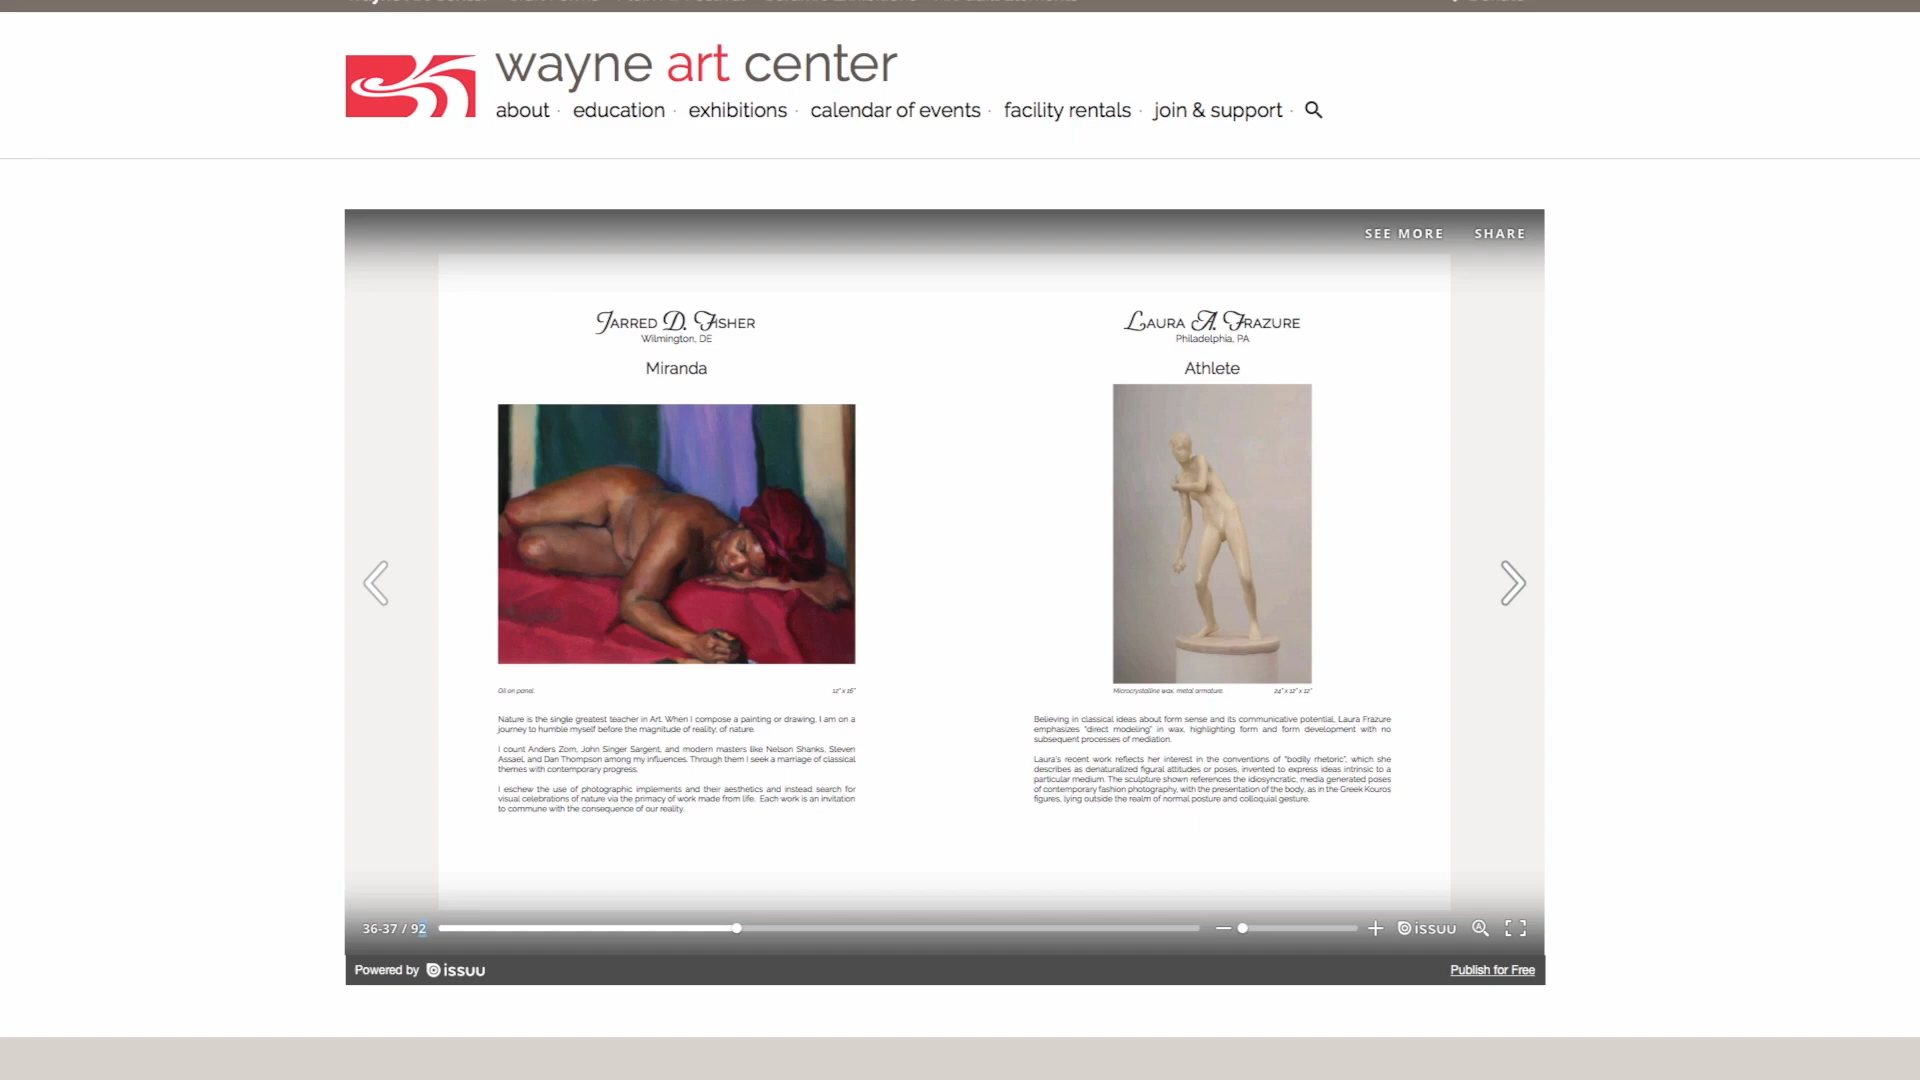 wayne art center
about · education · exhibitions · calendar of events · facility rentals · join & support ·
SEE MORE SHARE
JARRED D. FISHER
Wilmington, DE
Miranda
Oil on panel. 12" x 16"
Nature is the single greatest teacher in Art. When I compose a painting or drawing, I am on a
journey to humble myself before the magnitude of reality; of nature.
I count Anders Zorn, John Singer Sargent, and modern masters like Nelson Shanks, Steven
Assael, and Dan Thompson among my influences. Through them I seek a marriage of classical
themes with contemporary progress.
I eschew the use of photographic implements and their aesthetics and instead search for
visual celebrations of nature via the primacy of work made from life. Each work is an invitation
to commune with the consequence of our reality.
LAURA A. FRAZURE
Philadelphia, PA
Athlete
Microcrystalline wax, metal armature. 24" x 12" x 12"
Believing in classical ideas about form sense and its communicative potential, Laura Frazure
emphasizes "direct modeling" in wax, highlighting form and form development with no
subsequent processes of mediation.
Laura's recent work reflects her interest in the conventions of "bodily rhetoric", which she
describes as denaturalized figural attitudes or poses, invented to express ideas intrinsic to a
particular medium. The sculpture shown references the idiosyncratic, media generated poses
of contemporary fashion photography, with the presentation of the body, as in the Greek Kouros
figures, lying outside the realm of normal posture and colloquial gesture.
36-37 / 92
issuu
Powered by issuu
Publish for Free